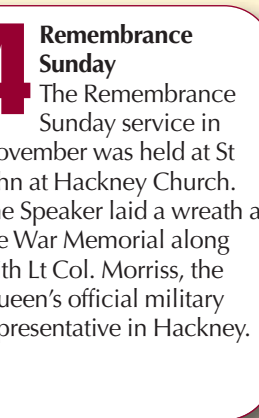 4 Remembrance
Sunday
The Remembrance
Sunday service in
ovember was held at St
hn at Hackney Church.
e Speaker laid a wreath a
e War Memorial along
th Lt Col. Morriss, the
ueen's official military
presentative in Hackney.